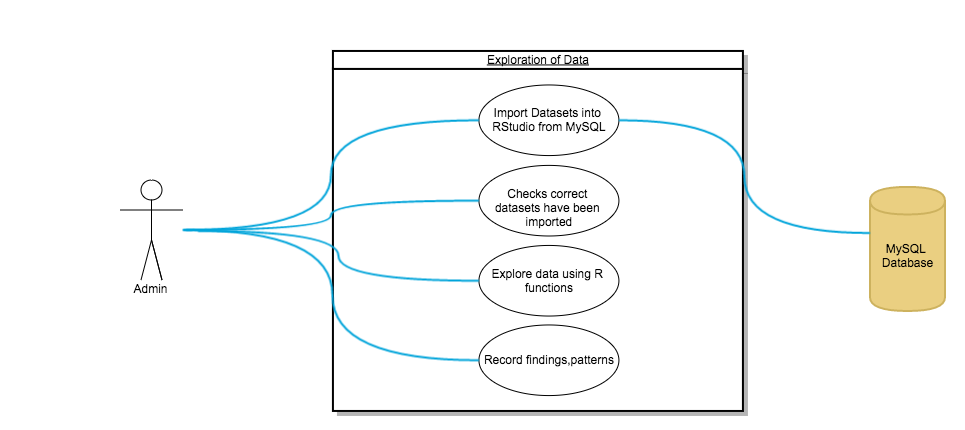 Exploration of Data
Import Datasets into
RStudio from MySQL
Checks correct
datasets have been
imported
Explore data using R
functions
Record findings,patterns
Admin
MySQL
Database